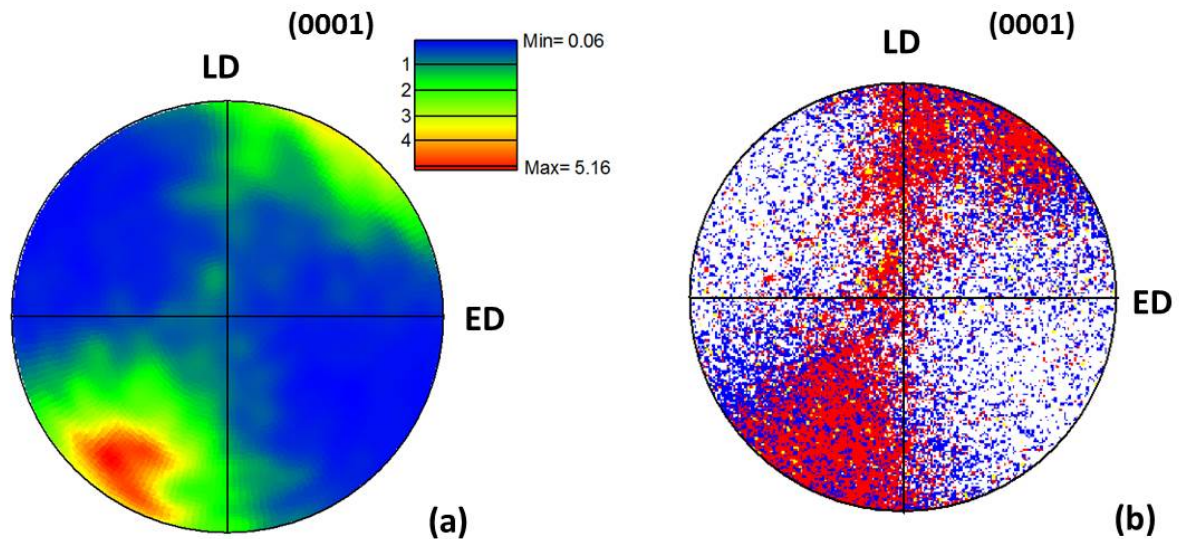 (0001)
LD
Min= 0.06
1
2
3
4
Max= 5.16
ED
(a)
(0001)
LD
ED
(b)